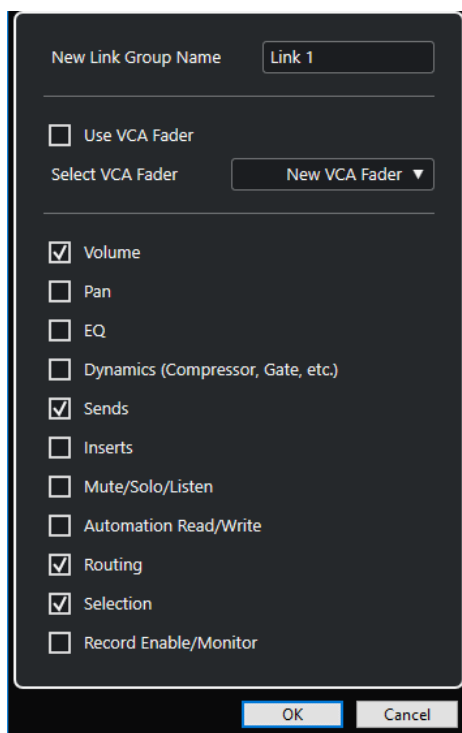 New Link Group Name Link 1
Use VCA Fader
Select VCA Fader New VCA Fader
Volume
Pan
EQ
Dynamics (Compressor, Gate, etc.)
Sends
Inserts
Mute/Solo/Listen
Automation Read/Write
Routing
Selection
Record Enable/Monitor
OK Cancel